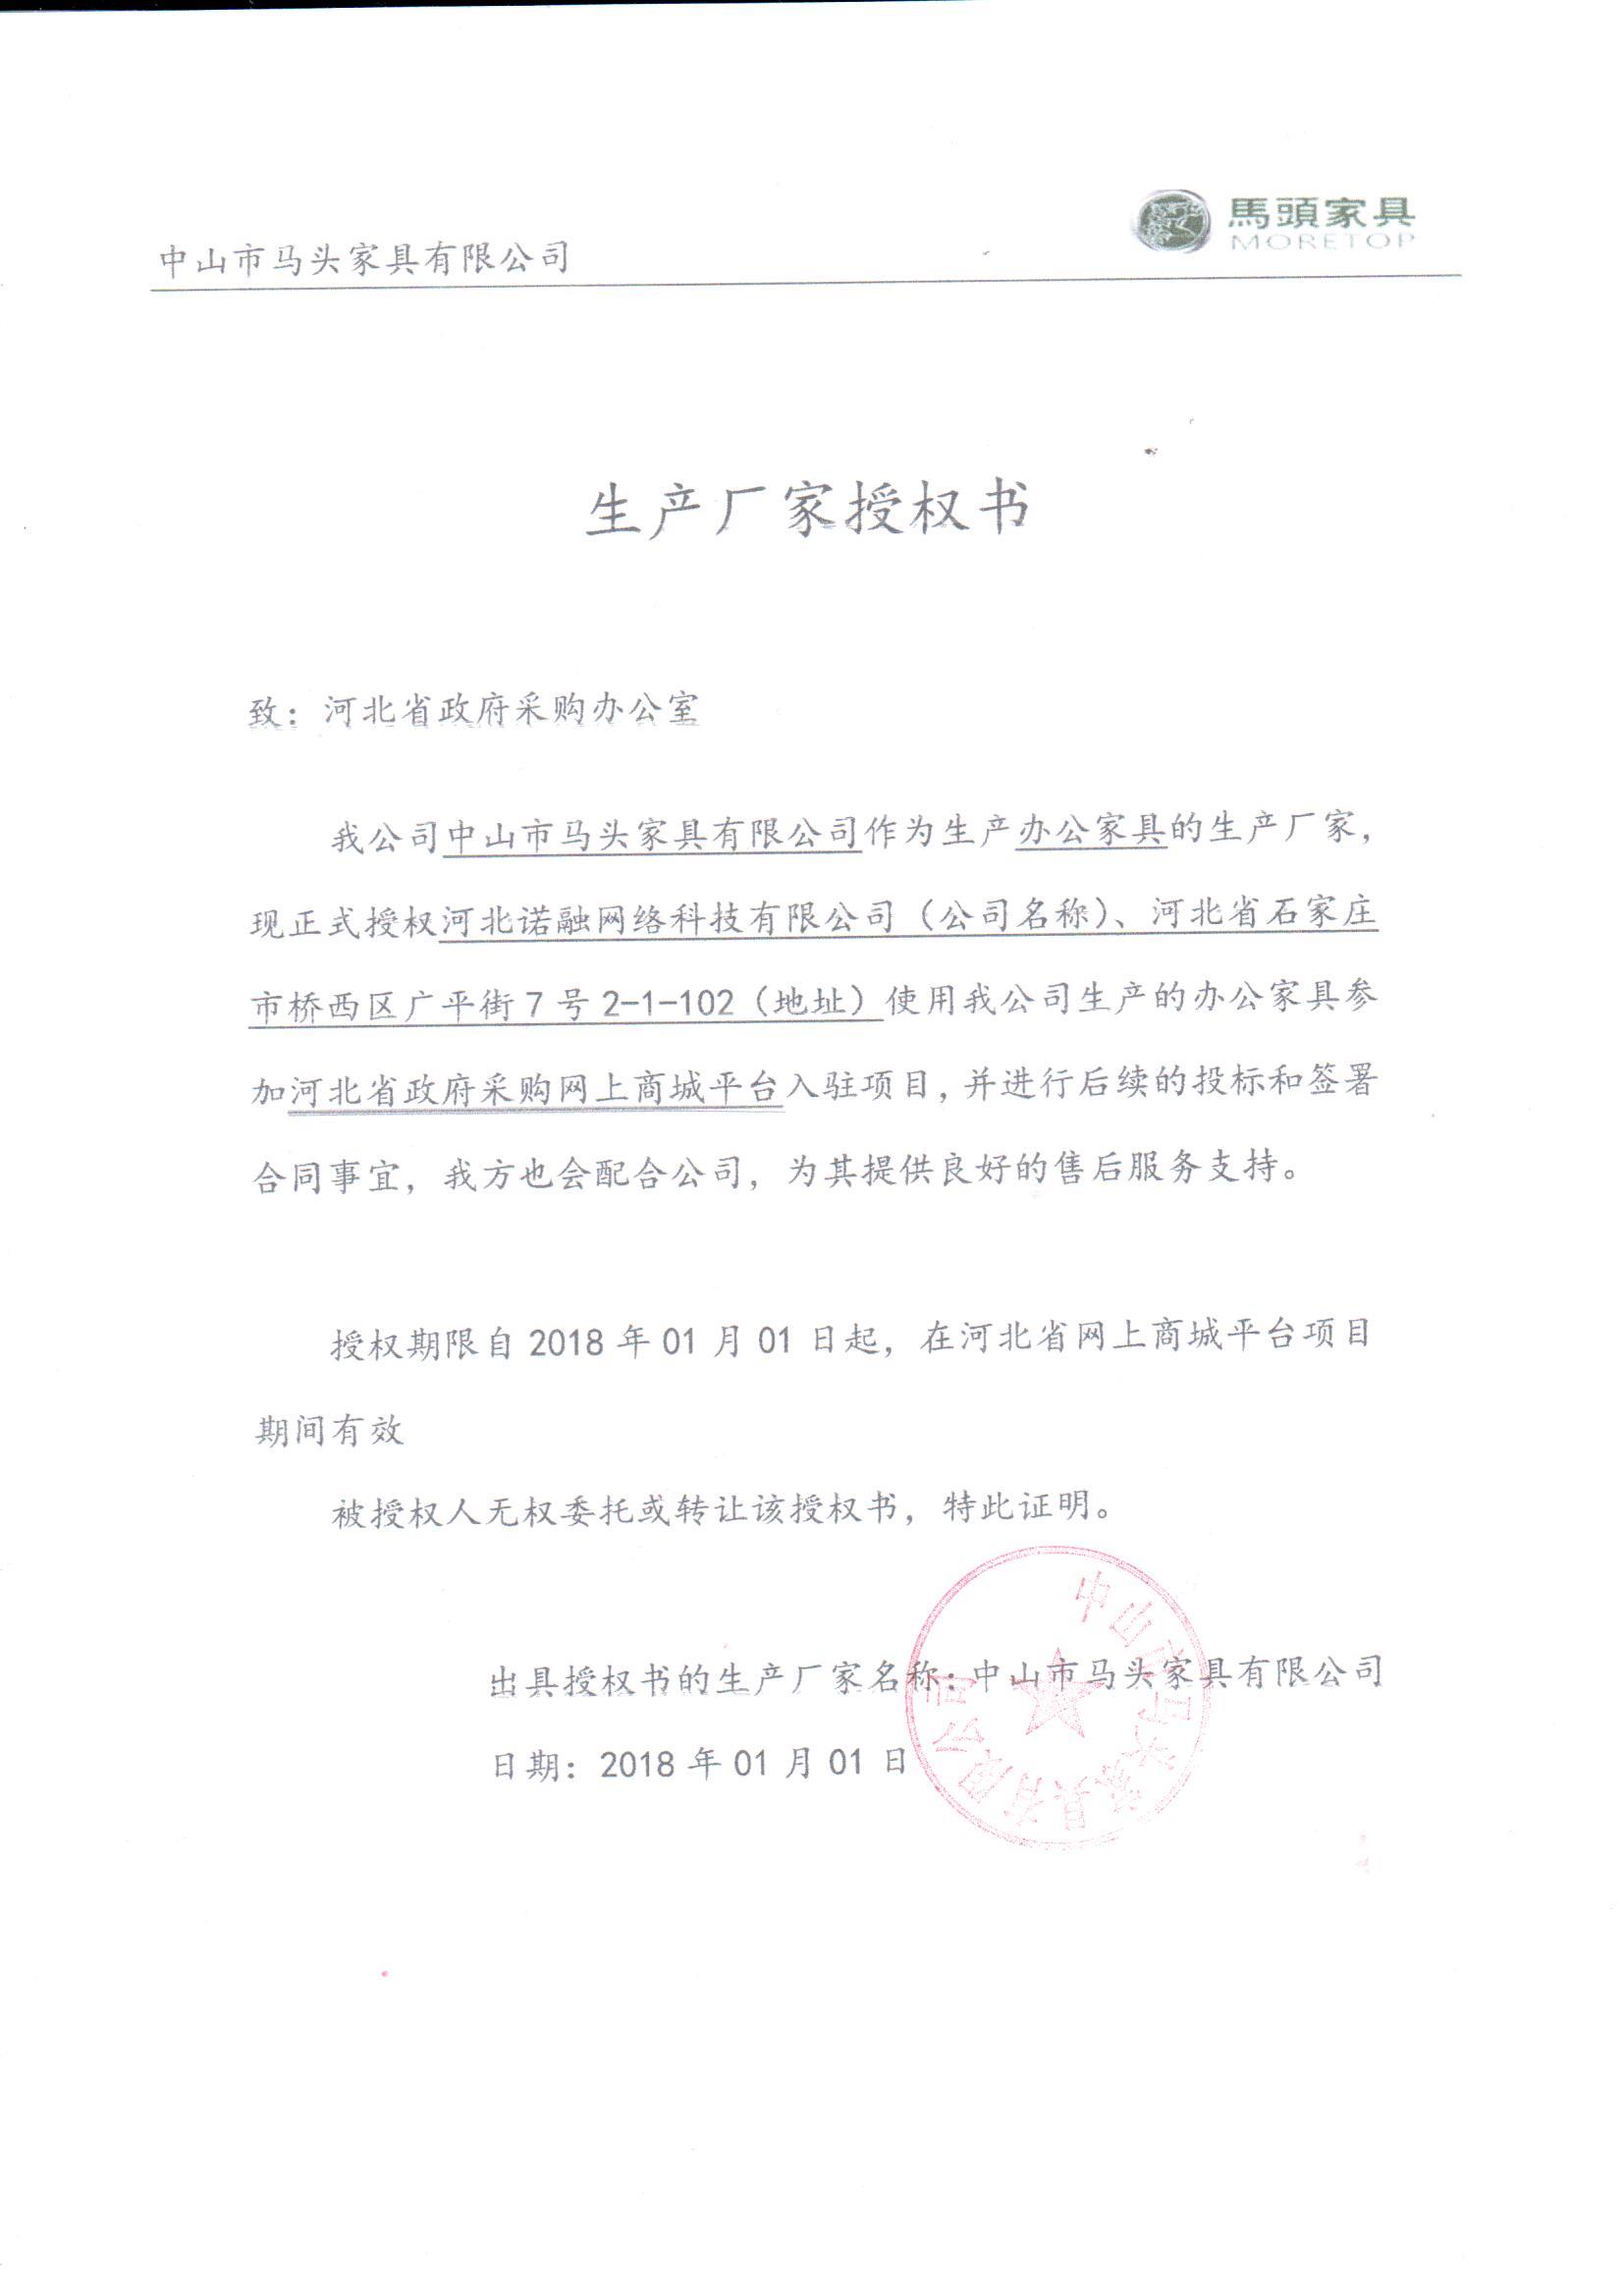 馬頭家具
MORETOP
中山市马头家具有限公司
生产厂家授权书
致：河北省政府采购办公室
我公司中山市马头家具有限公司作为生产办公家具的生产厂家，
现正式授权河北诺融网络科技有限公司（公司名称）、河北省石家庄
市桥西区广平街7号2-1-102（地址）使用我公司生产的办公家具参
加河北省政府采购网上商城平台入驻项目，并进行后续的投标和签署
合同事宜，我方也会配合公司，为其提供良好的售后服务支持。
授权期限自2018年01月01日起，在河北省网上商城平台项目
期间有效
被授权人无权委托或转让该授权书，特此证明。
出具授权书的生产厂家名称：中山市马头家具有限公司
日期：2018年01月01日
中山市马头家具有限公司